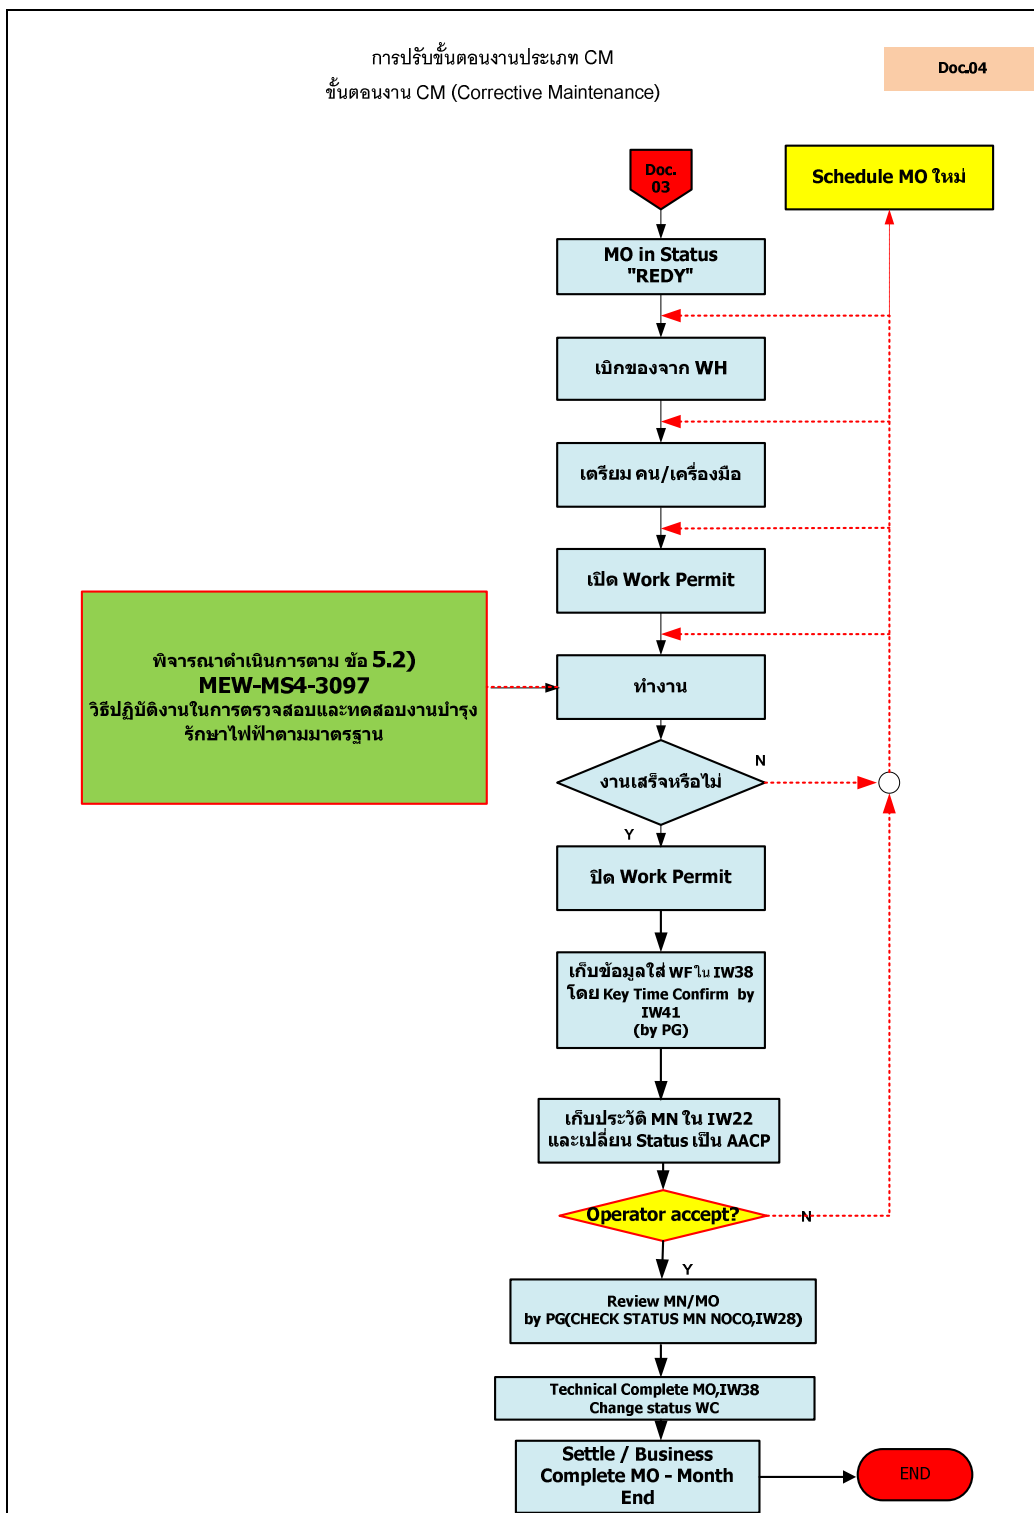 การปรับขั้นตอนงานประเภท CM
ขั้นตอนงาน CM (Corrective Maintenance)
Doc.04
Doc.
03
Schedule MO ใหม่
MO in Status
"REDY"
เบิกของจาก WH
เตรียม คน/เครื่องมือ
เปิด Work Permit
พิจารณาดำเนินการตาม ข้อ 5.2)
MEW-MS4-3097
วิธีปฏิบัติงานในการตรวจสอบและทดสอบงานบำรุง
รักษาไฟฟ้าตามมาตรฐาน
ทำงาน
งานเสร็จหรือไม่
N
Y
ปิด Work Permit
เก็บข้อมูลใส่ WF ใน IW38
โดย Key Time Confirm by
IW41
(by PG)
เก็บประวัติ MN ใน IW22
และเปลี่ยน Status เป็น AACP
Operator accept?
N
Y
Review MN/MO
by PG(CHECK STATUS MN NOCO,IW28)
Technical Complete MO,IW38
Change status WC
Settle / Business
Complete MO - Month
End
END